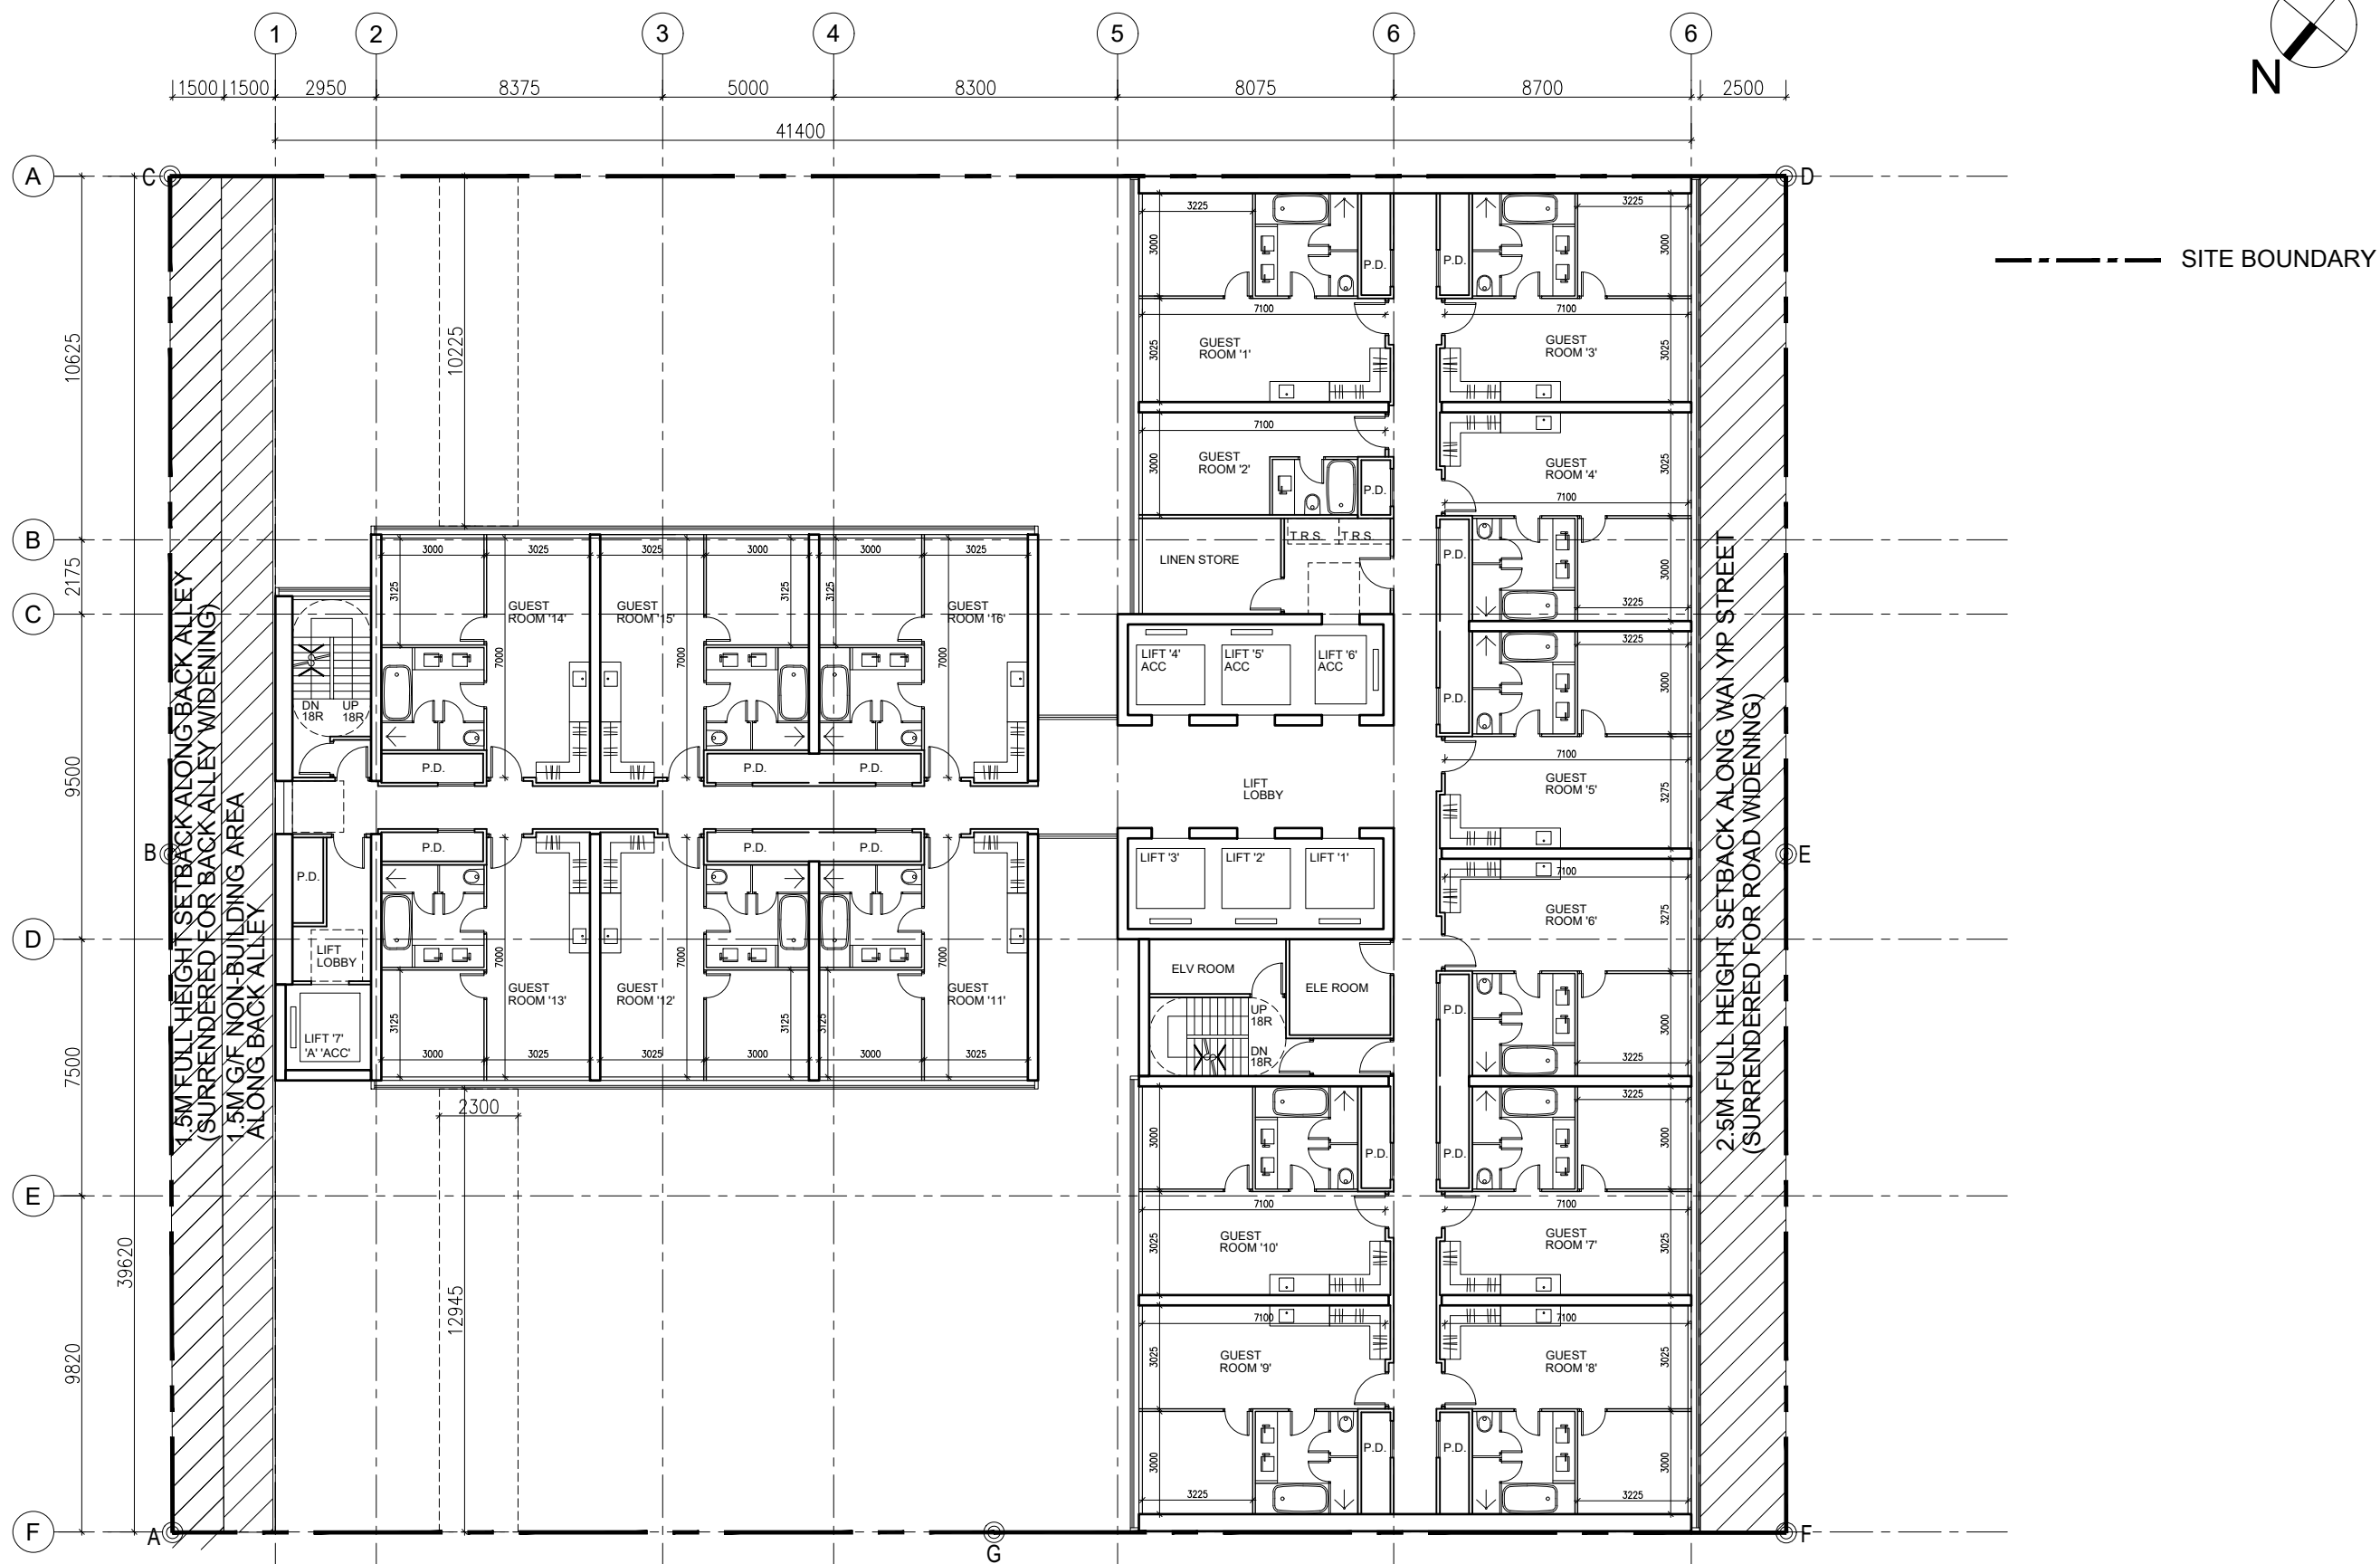 1
2
3
4
5
6
6
N
1500
1500
2950
8375
5000
8300
8075
8700
2500
41400
A
C
D
SITE BOUNDARY
3225
3000
P.D.
P.D.
3225
3000
7100
7100
10625
10225
3025
GUEST
ROOM '1'
GUEST
ROOM '3'
3025
7100
3000
GUEST
ROOM '2'
P.D.
GUEST
ROOM '4'
3025
7100
B
T.R.S.
T.R.S.
LINEN STORE
P.D.
3000
3225
3000
3025
3025
3000
3000
3025
3125
3125
3125
2175
C
GUEST
ROOM '14'
GUEST
ROOM '15'
GUEST
ROOM '16'
7000
7000
7000
DN
18R
UP
18R
P.D.
P.D.
P.D.
LIFT '4'
ACC
LIFT '5'
ACC
LIFT '6'
ACC
3225
3000
P.D.
7100
GUEST
ROOM '5'
3275
9500
LIFT
LOBBY
1.5M FULL HEIGHT SETBACK ALONG BACK ALLEY
(SURRENDERED FOR BACK ALLEY WIDENING)
1.5M G/F NON-BUILDING AREA
ALONG BACK ALLEY
2.5M FULL HEIGHT SETBACK ALONG WAI YIP STREET
(SURRENDERED FOR ROAD WIDENING)
B
E
P.D.
P.D.
P.D.
P.D.
LIFT '3'
LIFT '2'
LIFT '1'
7100
GUEST
ROOM '6'
3275
D
LIFT
LOBBY
7000
7000
7000
ELV ROOM
ELE ROOM
GUEST
ROOM '13'
GUEST
ROOM '12'
GUEST
ROOM '11'
3125
3125
3125
LIFT '7'
'A' 'ACC'
UP
18R
DN
18R
P.D.
3000
3225
3000
3025
3025
3000
3000
3025
7500
2300
3000
P.D.
P.D.
3225
3000
E
7100
7100
3025
GUEST
ROOM '10'
GUEST
ROOM '7'
3025
39620
12945
7100
7100
3025
GUEST
ROOM '9'
GUEST
ROOM '8'
3025
9820
3000
P.D.
P.D.
3000
3225
3225
F
A
G
F